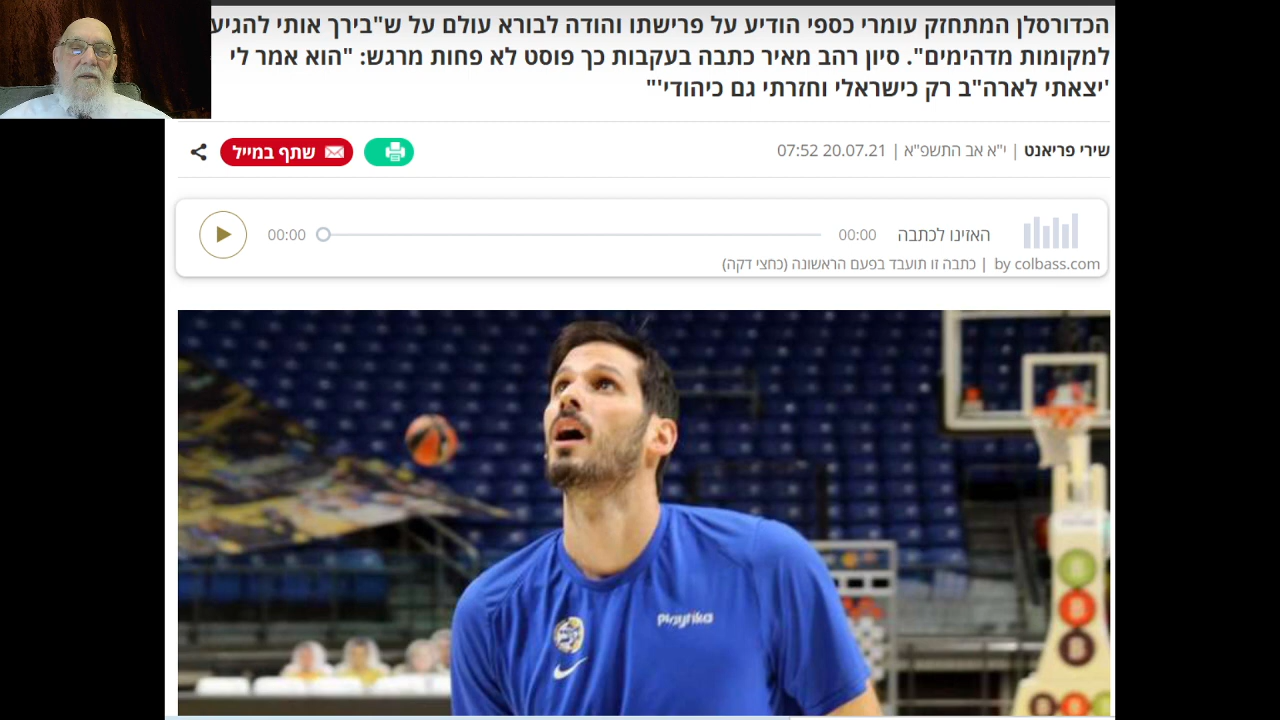 הכדורסלן המתחזק עומרי כספי הודיע על פרישתו והודה לבורא עולם על ש"בירך אותי להגיע
למקומות מדהימים". סיון רהב מאיר כתבה בעקבות כך פוסט לא פחות מרגש: "הוא אמר לי
'יצאתי לארה"ב רק כישראלי וחזרתי גם כיהודי'"
שירי פריאנט | י"א אב התשפ"א | 20.07.21 07:52
שתף במייל
האזינו לכתבה 00:00 00:00
by colbass.com | כתבה זו תועבד בפעם הראשונה (כחצי דקה)
playtika